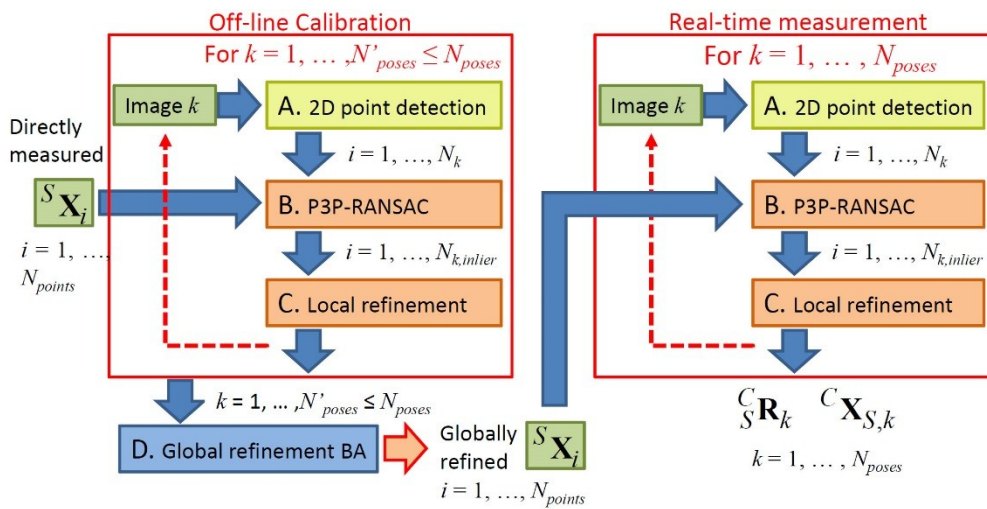 Off-line Calibration
For k = 1, … ,N’poses ≤ Nposes
Image k
A. 2D point detection
Directly
measured
i = 1, …, Nk
SXi
B. P3P-RANSAC
i = 1, …,
Npoints
i = 1, …, Nk,inlier
C. Local refinement
k = 1, … ,N’poses ≤ Nposes
D. Global refinement BA
Globally
refined
SXi
i = 1, …, Npoints
Real-time measurement
For k = 1, … , Nposes
Image k
A. 2D point detection
i = 1, …, Nk
B. P3P-RANSAC
i = 1, …, Nk,inlier
C. Local refinement
CSRk CXS,k
k = 1, … , Nposes